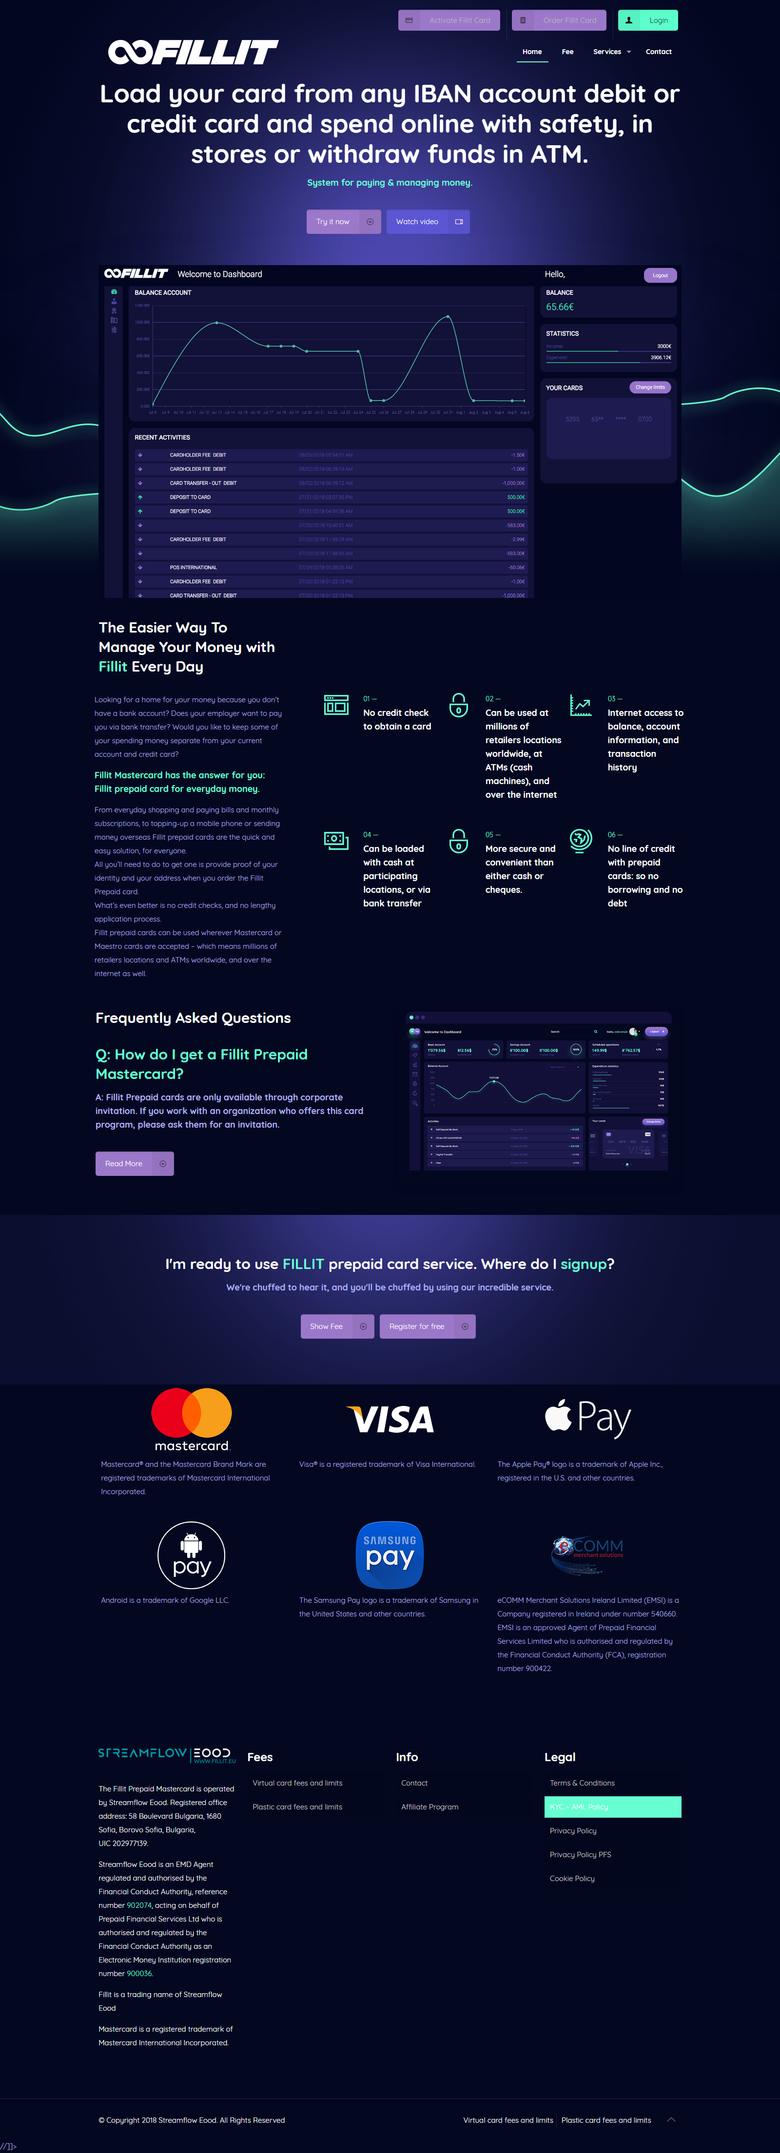 Activate Fillit Card
Order Fillit Card
Login
FILLIT
Home
Fee
Services
Contact
Load your card from any IBAN account debit or
credit card and spend online with safety, in
stores or withdraw funds in ATM.
System for paying & managing money.
Try it now
Watch video
FILLIT
Welcome to Dashboard
Hello,
Logout
BALANCE ACCOUNT
BALANCE
65.66€
STATISTICS
Income:
3000€
Expenses:
3906.12€
YOUR CARDS
Change limits
5293 63** **** 0700
RECENT ACTIVITIES
CARDHOLDER FEE DEBIT
-1.50€
CARDHOLDER FEE DEBIT
-1.00€
CARD TRANSFER - OUT DEBIT
-1,000.00€
DEPOSIT TO CARD
500.00€
DEPOSIT TO CARD
500.00€
-583.00€
CARDHOLDER FEE DEBIT
-2.99€
-553.00€
POS INTERNATIONAL
CARDHOLDER FEE DEBIT
-1.00€
CARD TRANSFER - OUT DEBIT
-1,000.00€
The Easier Way To
Manage Your Money with
Fillit Every Day
Looking for a home for your money because you don't
have a bank account? Does your employer want to pay
you via bank transfer? Would you like to keep some of
your spending money separate from your current
account and credit card?
Fillit Mastercard has the answer for you:
Fillit prepaid card for everyday money.
From everyday shopping and paying bills and monthly
subscriptions, to topping-up a mobile phone or sending
money overseas Fillit prepaid cards are the quick and
easy solution, for everyone.
All you'll need to do to get one is provide proof of your
identity and your address when you order the Fillit
Prepaid card.
What's even better is no credit checks, and no lengthy
application process.
Fillit prepaid cards can be used wherever Mastercard or
Maestro cards are accepted – which means millions of
retailers locations and ATMs worldwide, and over the
internet as well.
01 —
No credit check
to obtain a card
02 —
Can be used at
millions of
retailers locations
worldwide, at
ATMs (cash
machines), and
over the internet
03 —
Internet access to
balance, account
information, and
transaction
history
04 —
Can be loaded
with cash at
participating
locations, or via
bank transfer
05 —
More secure and
convenient than
either cash or
cheques.
06 —
No line of credit
with prepaid
cards: so no
borrowing and no
debt
Frequently Asked Questions
Q: How do I get a Fillit Prepaid
Mastercard?
A: Fillit Prepaid cards are only available through corporate
invitation. If you work with an organization who offers this card
program, please ask them for an invitation.
Read More
Welcome to Dashboard
I'm ready to use FILLIT prepaid card service. Where do I signup?
We're chuffed to hear it, and you'll be chuffed by using our incredible service.
Show Fee
Register for free
mastercard.
Mastercard® and the Mastercard Brand Mark are
registered trademarks of Mastercard International
Incorporated.
VISA
Visa® is a registered trademark of Visa International.
Pay
The Apple Pay® logo is a trademark of Apple Inc.,
registered in the U.S. and other countries.
pay
Android is a trademark of Google LLC.
SAMSUNG
pay
The Samsung Pay logo is a trademark of Samsung in
the United States and other countries.
eCOMM
merchant solutions
eCOMM Merchant Solutions Ireland Limited (EMSI) is a
Company registered in Ireland under number 540660.
EMSI is an approved Agent of Prepaid Financial
Services Limited who is authorised and regulated by
the Financial Conduct Authority (FCA), registration
number 900422.
STREAMFLOW | EOOD
WWW.FILLIT.EU
The Fillit Prepaid Mastercard is operated
by Streamflow Eood. Registered office
address: 58 Boulevard Bulgaria, 1680
Sofia, Borovo Sofia, Bulgaria,
UIC 202977139.
Streamflow Eood is an EMD Agent
regulated and authorised by the
Financial Conduct Authority, reference
number 902074, acting on behalf of
Prepaid Financial Services Ltd who is
authorised and regulated by the
Financial Conduct Authority as an
Electronic Money Institution registration
number 900036.
Fillit is a trading name of Streamflow
Eood
Mastercard is a registered trademark of
Mastercard International Incorporated.
Fees
Virtual card fees and limits
Plastic card fees and limits
Info
Contact
Affiliate Program
Legal
Terms & Conditions
KYC – AML Policy
Privacy Policy
Privacy Policy PFS
Cookie Policy
© Copyright 2018 Streamflow Eood. All Rights Reserved
Virtual card fees and limits
Plastic card fees and limits
//]]>